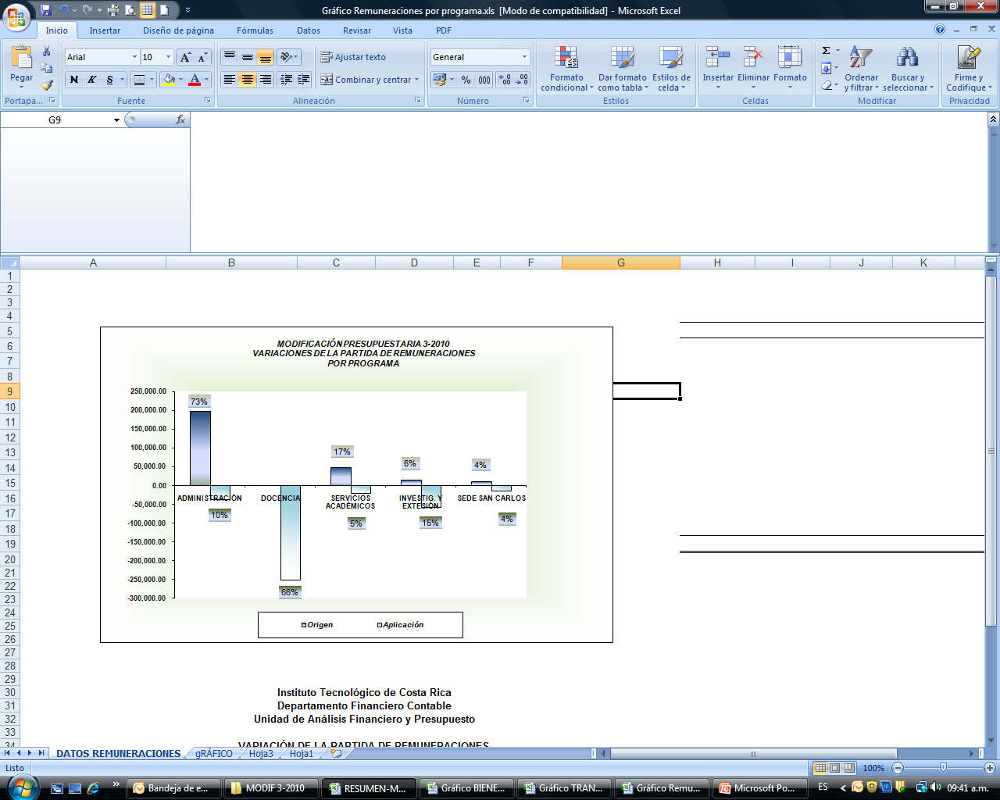 Gráfico Remuneraciones por programa.xls [Modo de compatibilidad] - Microsoft Excel
Inicio Insertar Diseño de página Fórmulas Datos Revisar Vista PDF
Pegar
Portapa...
Arial 10
N K S
Fuente
Ajustar texto
Combinar y centrar
Alineación
General
% 000
Número
Formato condicional
Dar formato como tabla
Estilos de celda
Estilos
Insertar Eliminar Formato
Celdas
Σ
Ordenar y filtrar
Buscar y seleccionar
Modificar
Firme y Codifique
Privacidad
G9 fx
A B C D E F G H I J K
1
2
3
4
5
6
7
8
9
10
11
12
13
14
15
16
17
18
19
20
21
22
23
24
25
26
27
28
29
30
31
32
33
34
MODIFICACIÓN PRESUPUESTARIA 3-2010
VARIACIONES DE LA PARTIDA DE REMUNERACIONES
POR PROGRAMA
250,000.00
200,000.00
150,000.00
100,000.00
50,000.00
0.00
-50,000.00
-100,000.00
-150,000.00
-200,000.00
-250,000.00
-300,000.00
73%
17%
6%
4%
ADMINISTRACIÓN DOCENCIA SERVICIOS ACADÉMICOS INVESTIG. Y EXTESIÓN SEDE SAN CARLOS
10%
66%
5%
15%
4%
Origen Aplicación
Instituto Tecnológico de Costa Rica
Departamento Financiero Contable
Unidad de Análisis Financiero y Presupuesto
VARIACIÓN DE LA PARTIDA DE REMUNERACIONES
DATOS REMUNERACIONES gRÁFICO Hoja3 Hoja1
Listo 100%
Bandeja de e... MODIF 3-2010 RESUMEN-M... Gráfico BIENE... Gráfico TRAN... Gráfico Remu... Microsoft Po... ES 09:41 a.m.